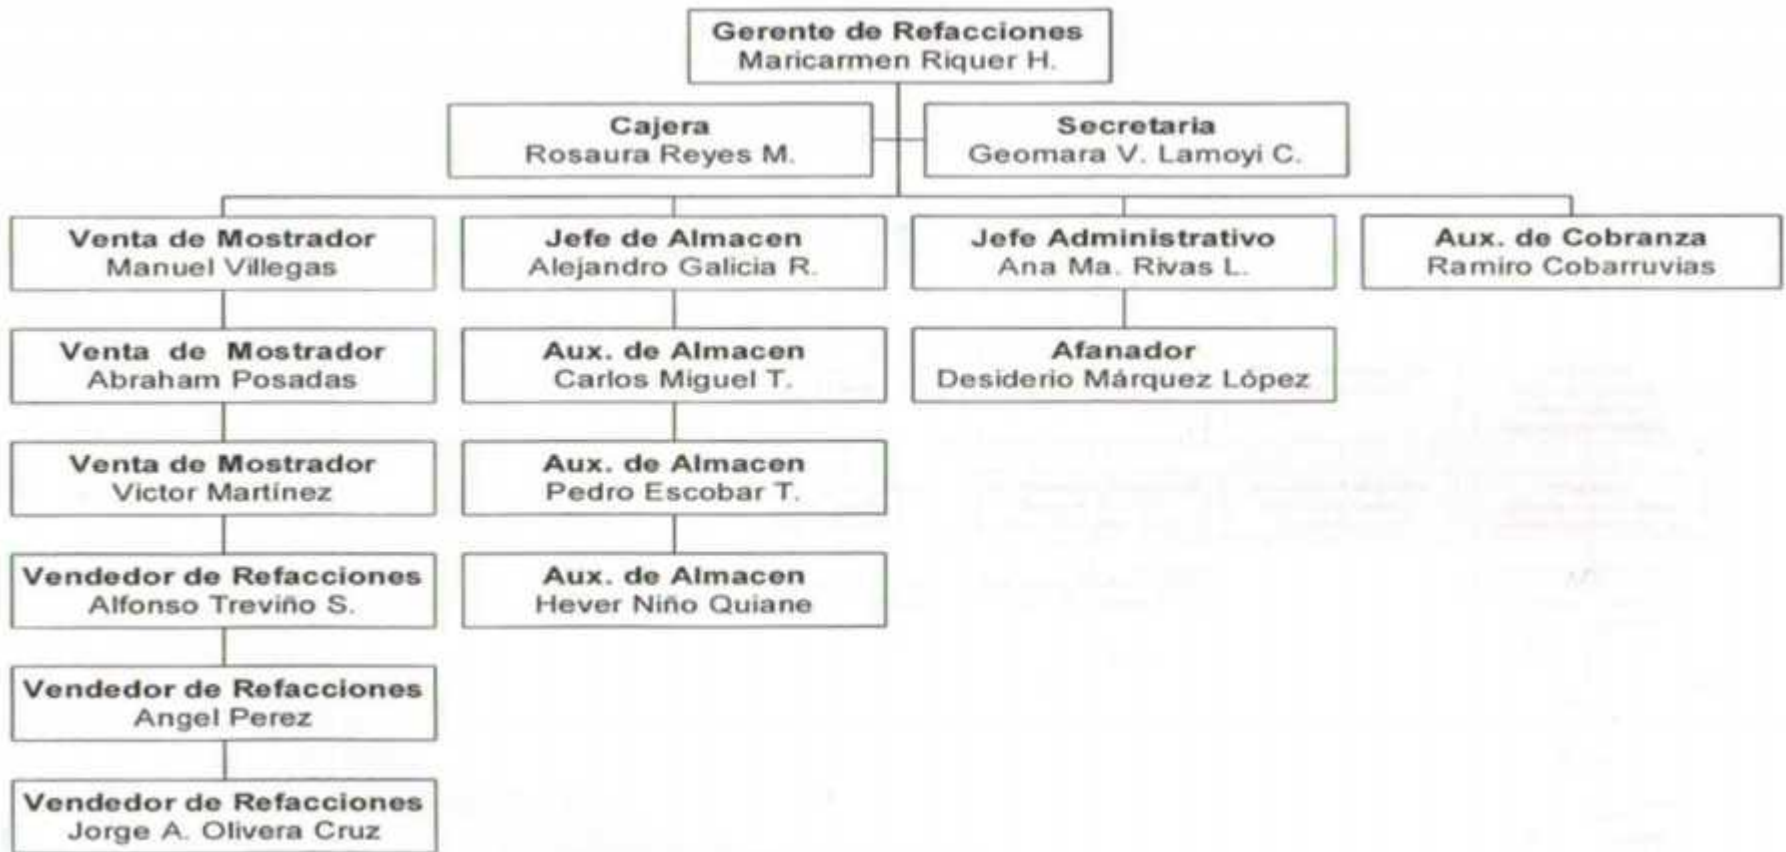 Gerente de Refacciones
Maricarmen Riquer H.
Cajera
Rosaura Reyes M.
Secretaria
Geomara V. Lamoyi C.
Venta de Mostrador
Manuel Villegas
Jefe de Almacen
Alejandro Galicia R.
Jefe Administrativo
Ana Ma. Rivas L.
Aux. de Cobranza
Ramiro Cobarruvias
Venta de Mostrador
Abraham Posadas
Aux. de Almacen
Carlos Miguel T.
Afanador
Desiderio Márquez López
Venta de Mostrador
Victor Martínez
Aux. de Almacen
Pedro Escobar T.
Vendedor de Refacciones
Alfonso Treviño S.
Aux. de Almacen
Hever Niño Quiane
Vendedor de Refacciones
Angel Perez
Vendedor de Refacciones
Jorge A. Olivera Cruz